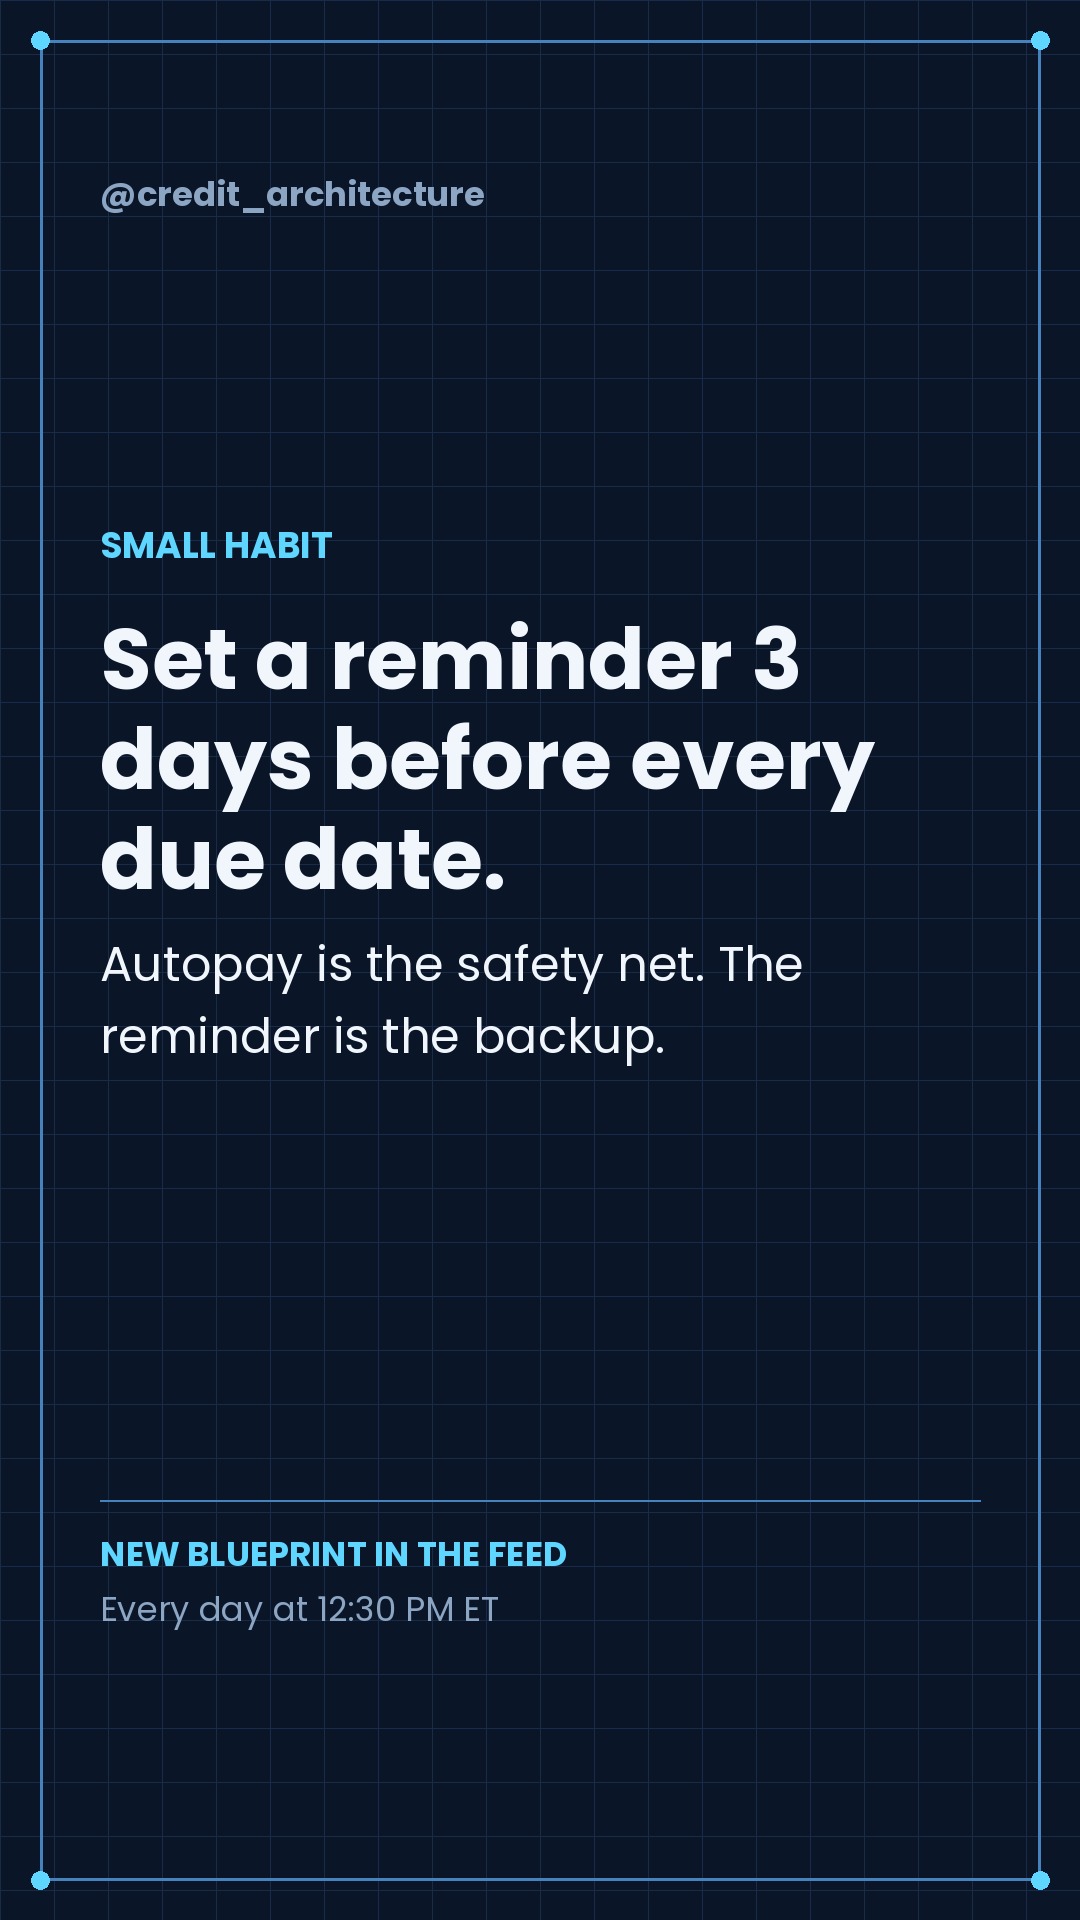 @credit_architecture
SMALL HABIT
Set a reminder 3
days before every
due date.
Autopay is the safety net. The
reminder is the backup.
NEW BLUEPRINT IN THE FEED
Every day at 12:30 PM ET